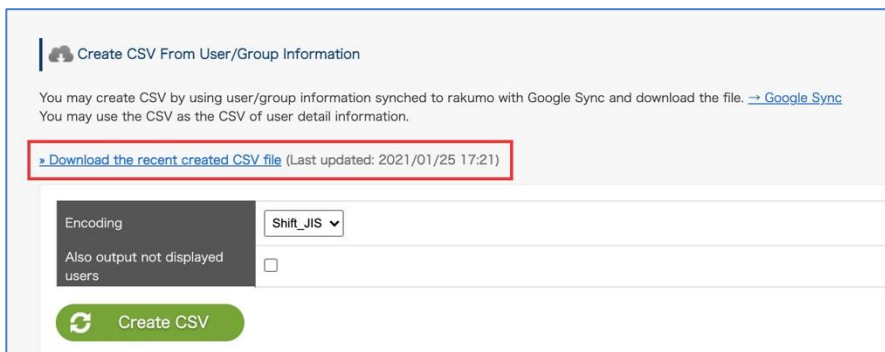 Create CSV From User/Group Information
You may create CSV by using user/group information synched to rakumo with Google Sync and download the file. → Google Sync
You may use the CSV as the CSV of user detail information.
» Download the recent created CSV file (Last updated: 2021/01/25 17:21)
Encoding
Shift_JIS
Also output not displayed
users
Create CSV